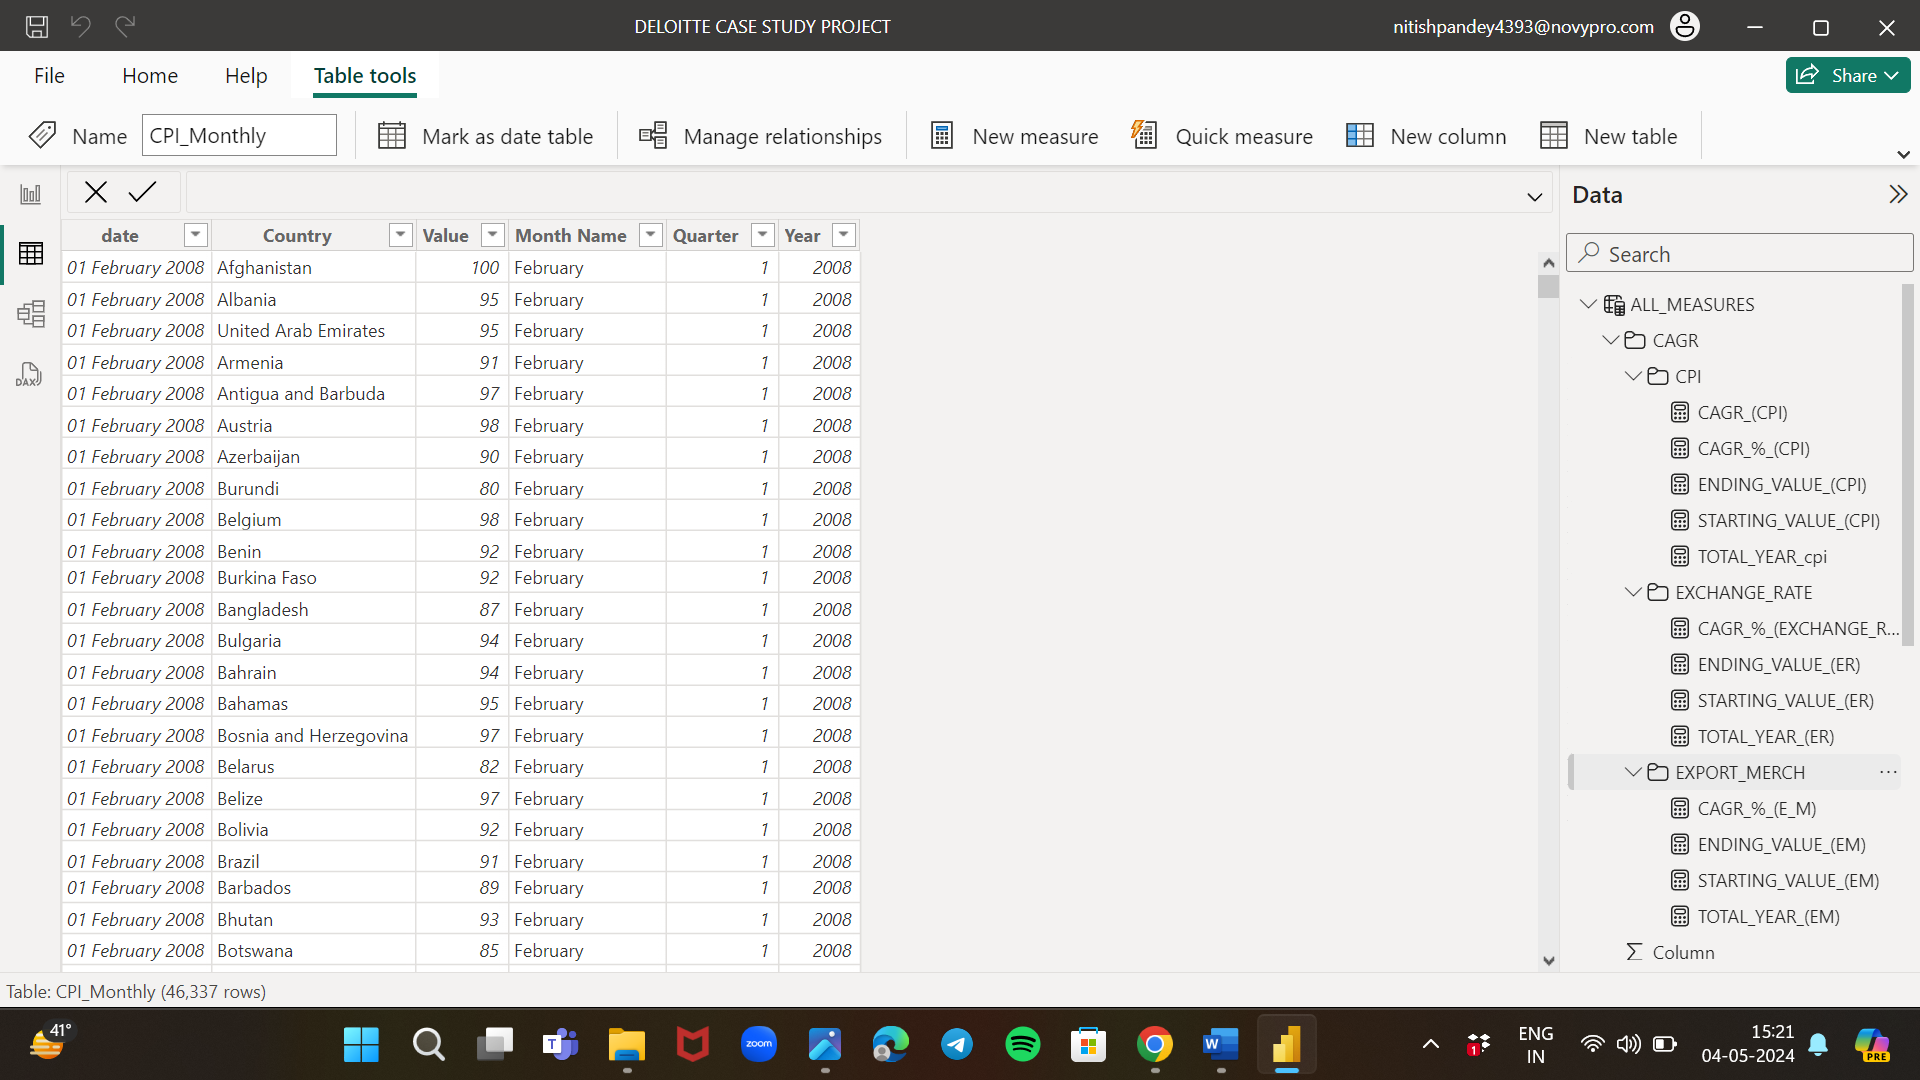 DELOITTE CASE STUDY PROJECT
nitishpandey4393@novypro.com
File Home Help Table tools
Share
Name CPI_Monthly Mark as date table Manage relationships New measure Quick measure New column New table
date Country Value Month Name Quarter Year
01 February 2008 Afghanistan 100 February 1 2008
01 February 2008 Albania 95 February 1 2008
01 February 2008 United Arab Emirates 95 February 1 2008
01 February 2008 Armenia 91 February 1 2008
01 February 2008 Antigua and Barbuda 97 February 1 2008
01 February 2008 Austria 98 February 1 2008
01 February 2008 Azerbaijan 90 February 1 2008
01 February 2008 Burundi 80 February 1 2008
01 February 2008 Belgium 98 February 1 2008
01 February 2008 Benin 92 February 1 2008
01 February 2008 Burkina Faso 92 February 1 2008
01 February 2008 Bangladesh 87 February 1 2008
01 February 2008 Bulgaria 94 February 1 2008
01 February 2008 Bahrain 94 February 1 2008
01 February 2008 Bahamas 95 February 1 2008
01 February 2008 Bosnia and Herzegovina 97 February 1 2008
01 February 2008 Belarus 82 February 1 2008
01 February 2008 Belize 97 February 1 2008
01 February 2008 Bolivia 92 February 1 2008
01 February 2008 Brazil 91 February 1 2008
01 February 2008 Barbados 89 February 1 2008
01 February 2008 Bhutan 93 February 1 2008
01 February 2008 Botswana 85 February 1 2008
Table: CPI_Monthly (46,337 rows)
DAX
Data
Search
ALL_MEASURES
CAGR
CPI
CAGR_(CPI)
CAGR_%_(CPI)
ENDING_VALUE_(CPI)
STARTING_VALUE_(CPI)
TOTAL_YEAR_cpi
EXCHANGE_RATE
CAGR_%_(EXCHANGE_R...
ENDING_VALUE_(ER)
STARTING_VALUE_(ER)
TOTAL_YEAR_(ER)
EXPORT_MERCH
CAGR_%_(E_M)
ENDING_VALUE_(EM)
STARTING_VALUE_(EM)
TOTAL_YEAR_(EM)
Σ Column
41°
T
zoom
W
1
ENG
IN
15:21
04-05-2024
PRE